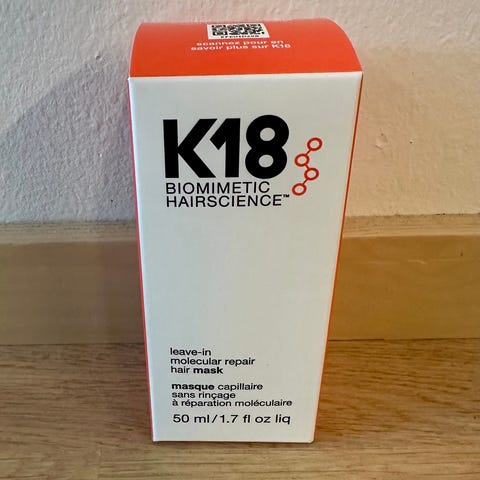 scannez pour en
savoir plus sur K18
K18
BIOMIMETIC
HAIRSCIENCE™
leave-in
molecular repair
hair mask
masque capillaire
sans rinçage
à réparation moléculaire
50 ml/1.7 fl oz liq